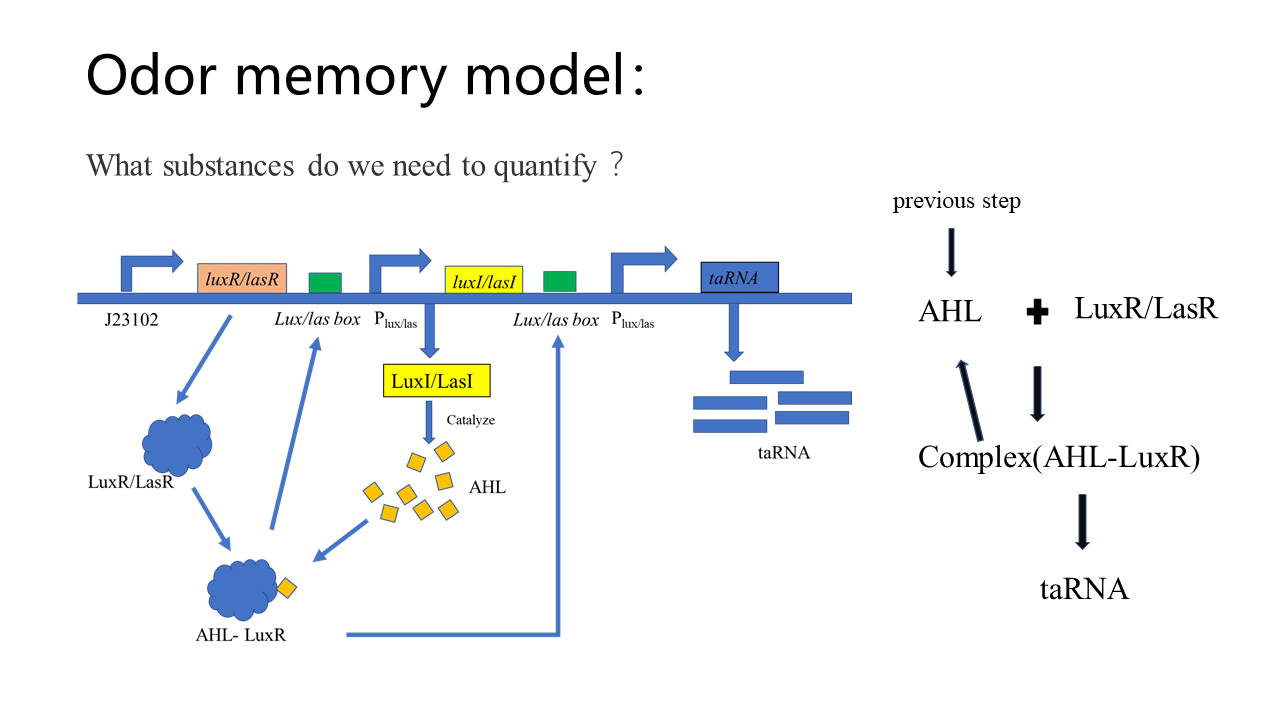 Odor memory model：
What substances do we need to quantify ？
previous step
luxR/lasR
luxI/lasI
taRNA
J23102
Lux/las box
Plux/las
Lux/las box
Plux/las
AHL
LuxR/LasR
LuxI/LasI
Catalyze
taRNA
LuxR/LasR
AHL
Complex(AHL-LuxR)
AHL- LuxR
taRNA